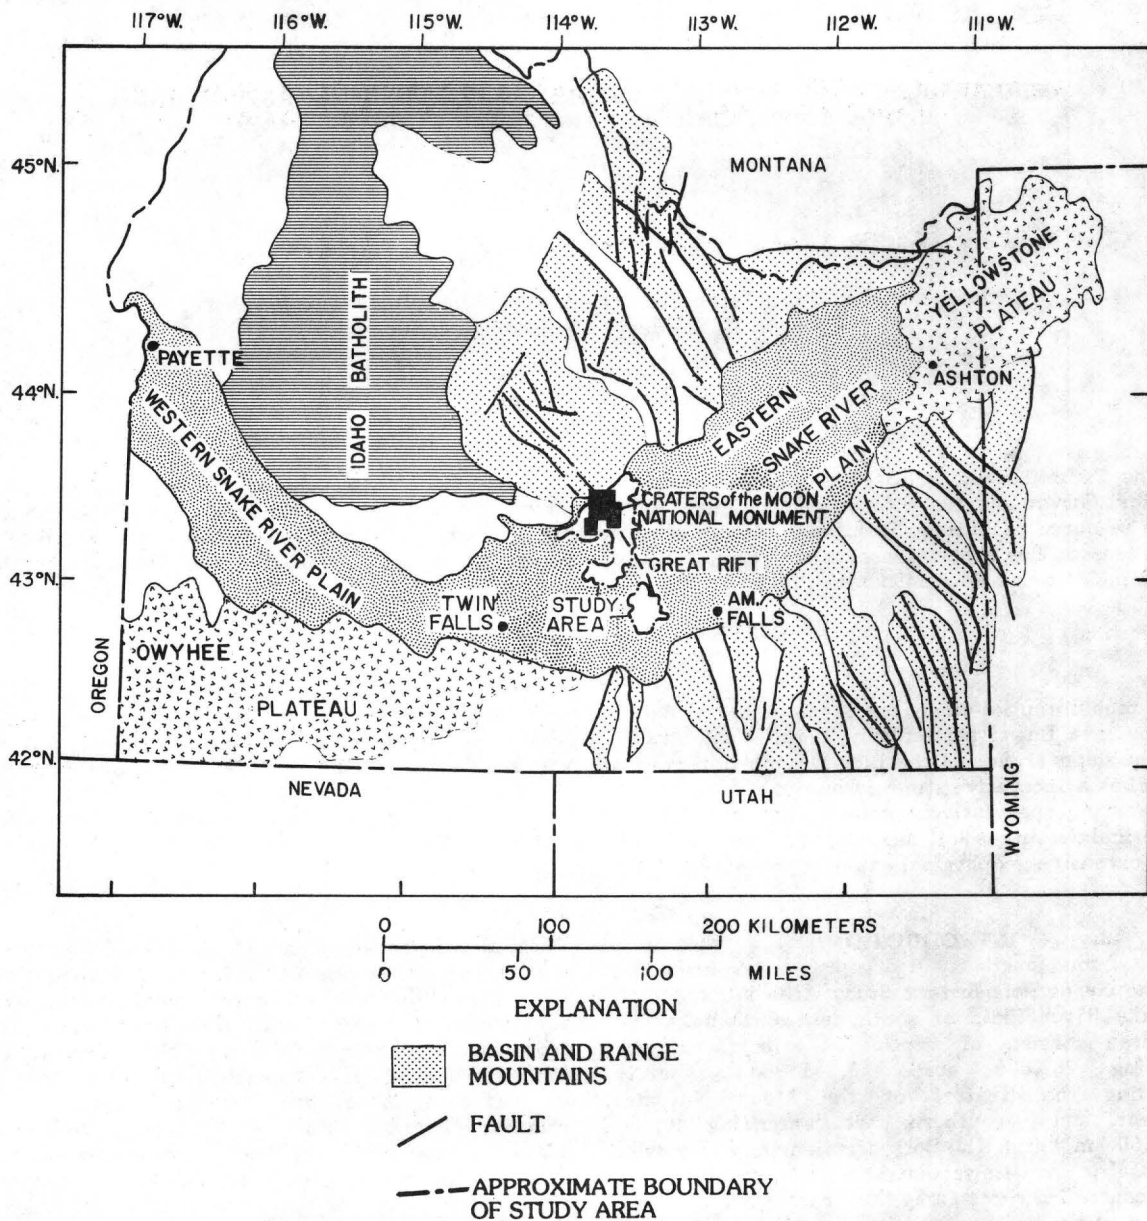 117°W. 116°W. 115°W. 114°W. 113°W. 112°W. 111°W.
45°N.
MONTANA
YELLOWSTONE
PLATEAU
IDAHO BATHOLITH
PAYETTE
ASHTON
44°N.
WESTERN SNAKE RIVER PLAIN
EASTERN
SNAKE RIVER
PLAIN
CRATERS of the MOON
NATIONAL MONUMENT
43°N.
GREAT RIFT
TWIN
FALLS
STUDY
AREA
AM.
FALLS
OWYHEE
PLATEAU
OREGON
42°N.
NEVADA
UTAH
WYOMING
0 100 200 KILOMETERS
0 50 100 MILES
EXPLANATION
BASIN AND RANGE
MOUNTAINS
FAULT
APPROXIMATE BOUNDARY
OF STUDY AREA